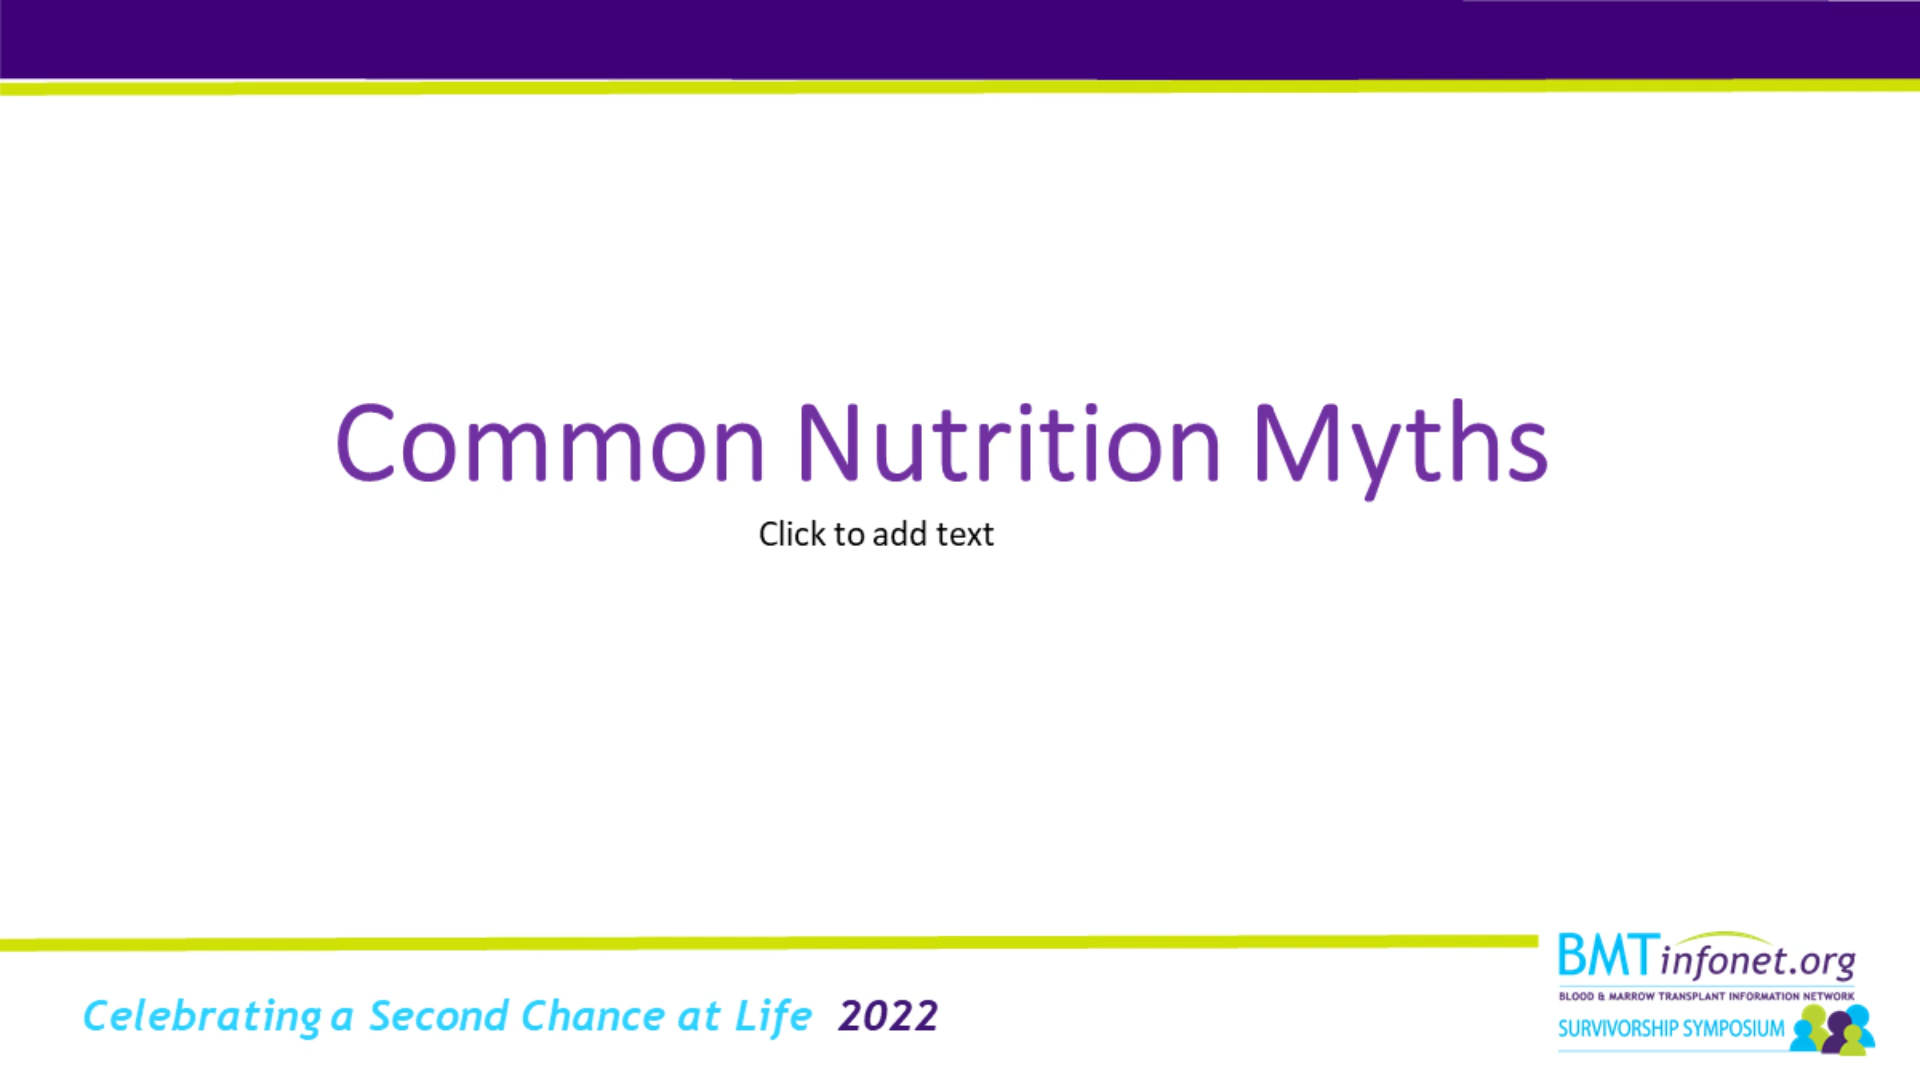 Common Nutrition Myths
Click to add text
BMTinfonet.org
BLOOD & MARROW TRANSPLANT INFORMATION NETWORK
Celebrating a Second Chance at Life 2022
SURVIVORSHIP SYMPOSIUM